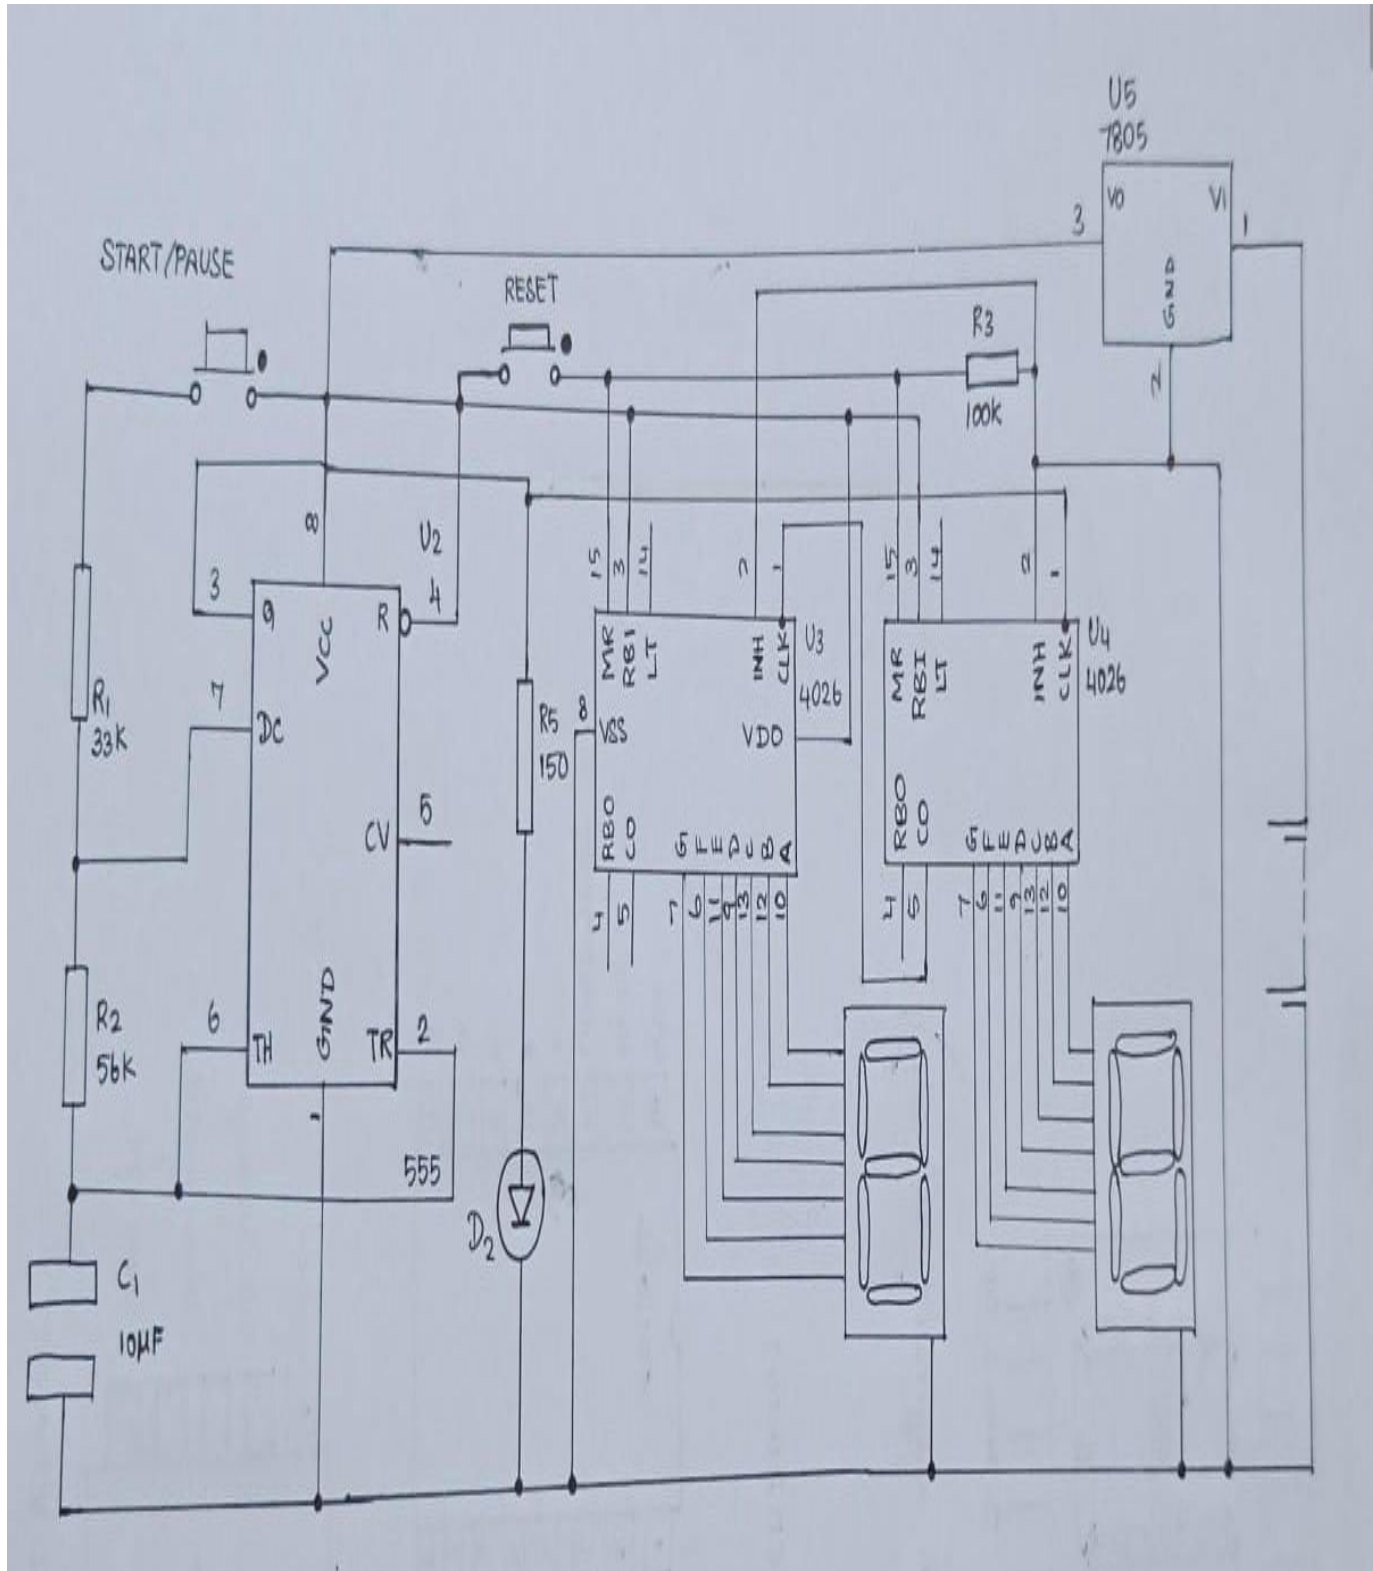 U5
7805
VO
VI
3
1
GND
2
START/PAUSE
RESET
R3
100K
8
U2
3
4
Q
R
VCC
7
DC
R1
33K
15
3
14
2
1
MR
RBI
LT
INH
CLK
U3
4026
8
VSS
VDO
RBO
CO
G
F
E
D
C
B
A
4
5
7
6
11
9
13
12
10
15
3
14
2
1
MR
RBI
LT
INH
CLK
U4
4026
RBO
CO
G
F
E
D
C
B
A
4
5
7
6
11
9
13
12
10
R5
150
CV
5
R2
56K
6
TH
GND
TR
2
1
555
D2
C1
10µF